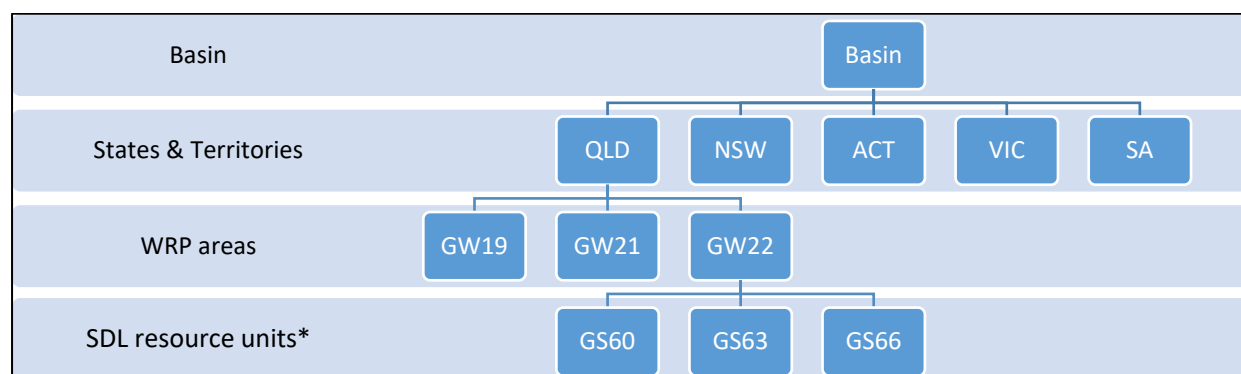 Basin Basin
States & Territories QLD NSW ACT VIC SA
WRP areas GW19 GW21 GW22
SDL resource units* GS60 GS63 GS66